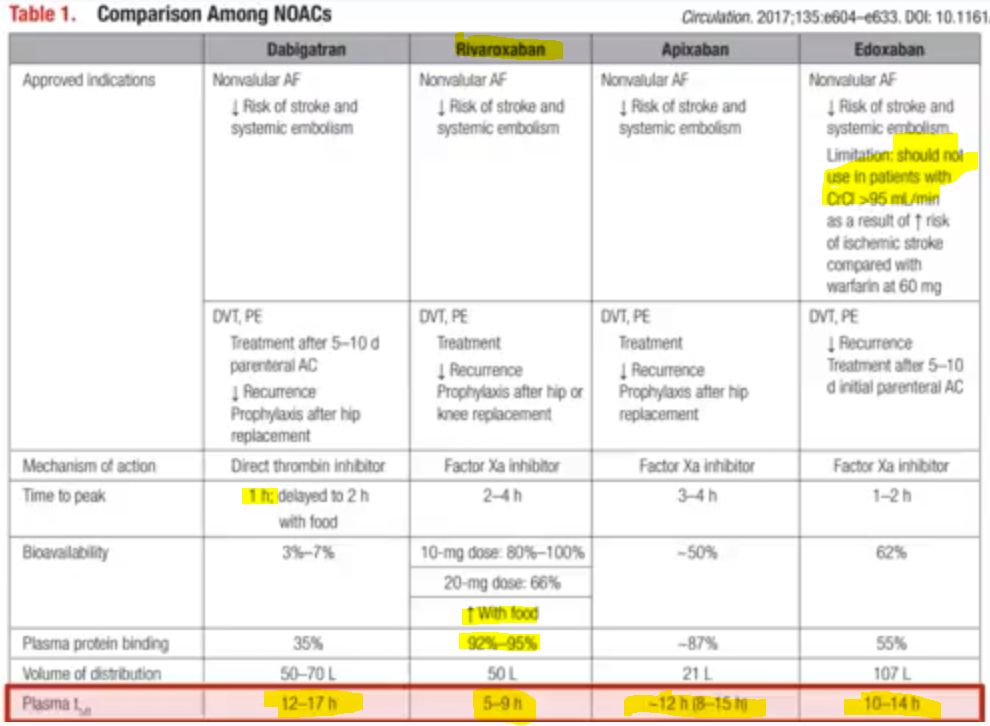 Table 1. Comparison Among NOACs
Circulation. 2017;135:e604–e633. DOI: 10.1161
Dabigatran Rivaroxaban Apixaban Edoxaban
Approved indications
Nonvalular AF
↓ Risk of stroke and
systemic embolism
Nonvalular AF
↓ Risk of stroke and
systemic embolism
Nonvalular AF
↓ Risk of stroke and
systemic embolism
Nonvalular AF
↓ Risk of stroke and
systemic embolism.
Limitation: should not
use in patients with
CrCl >95 mL/min
as a result of ↑ risk
of ischemic stroke
compared with
warfarin at 60 mg
DVT, PE
Treatment after 5–10 d
parenteral AC
↓ Recurrence
Prophylaxis after hip
replacement
DVT, PE
Treatment
↓ Recurrence
Prophylaxis after hip or
knee replacement
DVT, PE
Treatment
↓ Recurrence
Prophylaxis after hip
replacement
DVT, PE
↓ Recurrence
Treatment after 5–10
d initial parenteral AC
Mechanism of action Direct thrombin inhibitor Factor Xa inhibitor Factor Xa inhibitor Factor Xa inhibitor
Time to peak
1 h; delayed to 2 h
with food
2–4 h
3–4 h
1–2 h
Bioavailability
3%–7%
10-mg dose: 80%–100%
20-mg dose: 66%
↑ With food
~50%
62%
Plasma protein binding 35% 92%–95% ~87% 55%
Volume of distribution 50–70 L 50 L 21 L 107 L
Plasma t 12–17 h 5–9 h ~12 h (8–15 h) 10–14 h